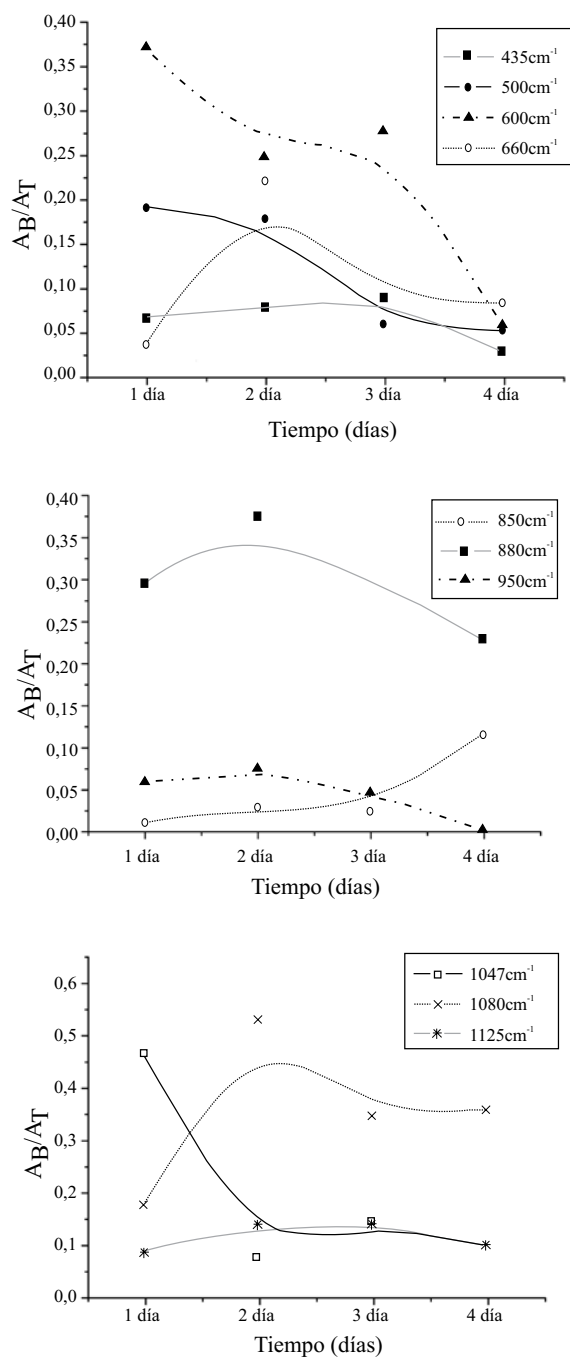 0,40
0,35
0,30
0,25
0,20
0,15
0,10
0,05
0,00
A_B/A_T
435cm⁻¹
500cm⁻¹
600cm⁻¹
660cm⁻¹
1 día 2 día 3 día 4 día
Tiempo (días)
0,40
0,35
0,30
0,25
0,20
0,15
0,10
0,05
0,00
A_B/A_T
850cm⁻¹
880cm⁻¹
950cm⁻¹
1 día 2 día 3 día 4 día
Tiempo (días)
0,6
0,5
0,4
0,3
0,2
0,1
0,0
A_B/A_T
1047cm⁻¹
1080cm⁻¹
1125cm⁻¹
1 día 2 día 3 día 4 día
Tiempo (días)